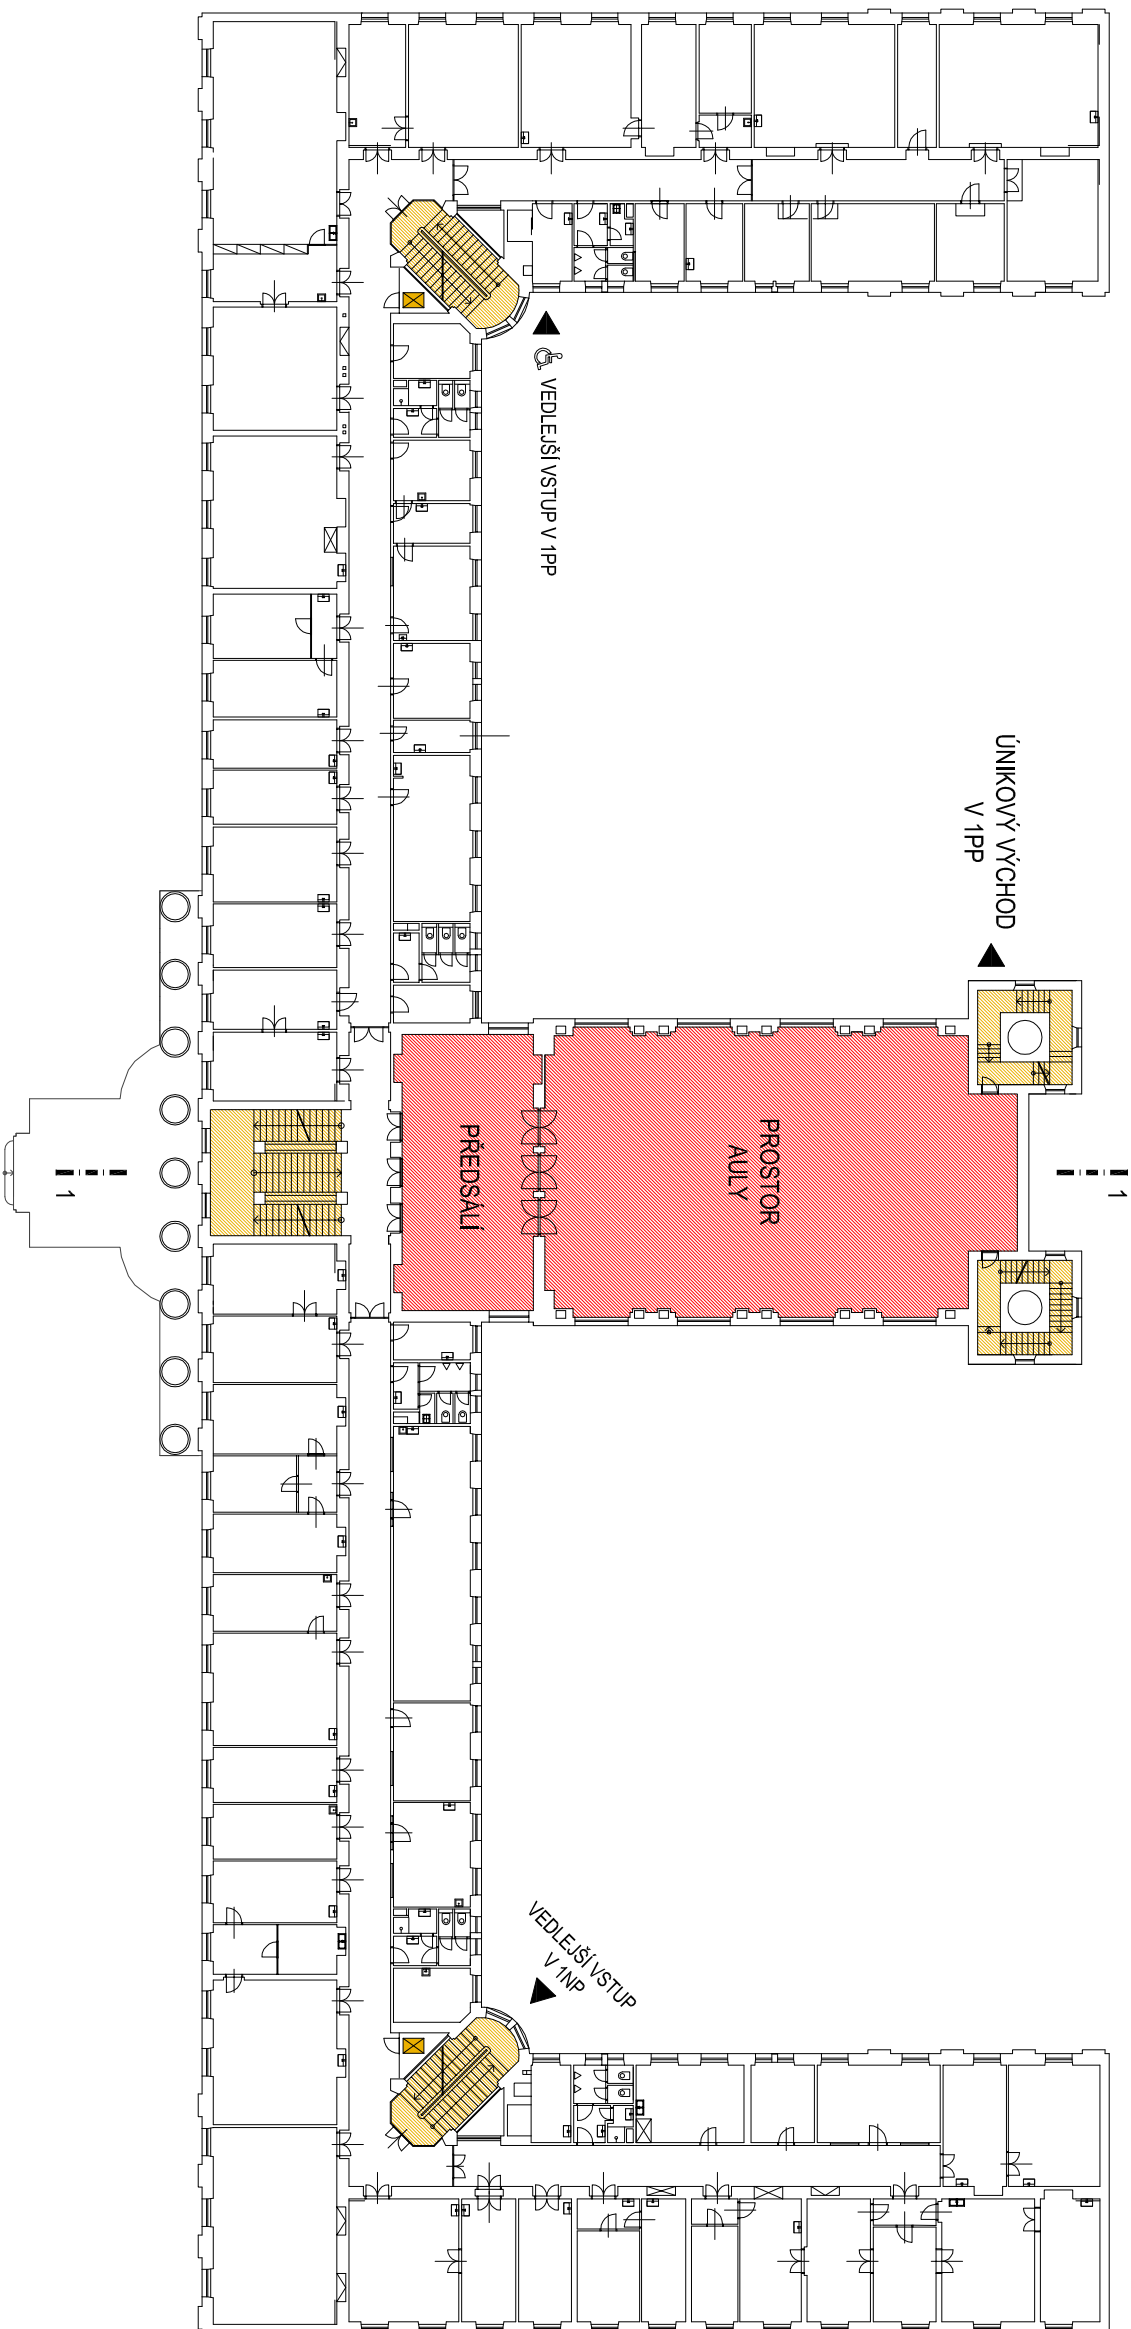 VEDLEJŠÍ VSTUP V 1PP
ÚNIKOVÝ VÝCHOD
V 1PP
PROSTOR
AULY
PŘEDSÁLÍ
1
1
VEDLEJŠÍ VSTUP
V 1NP